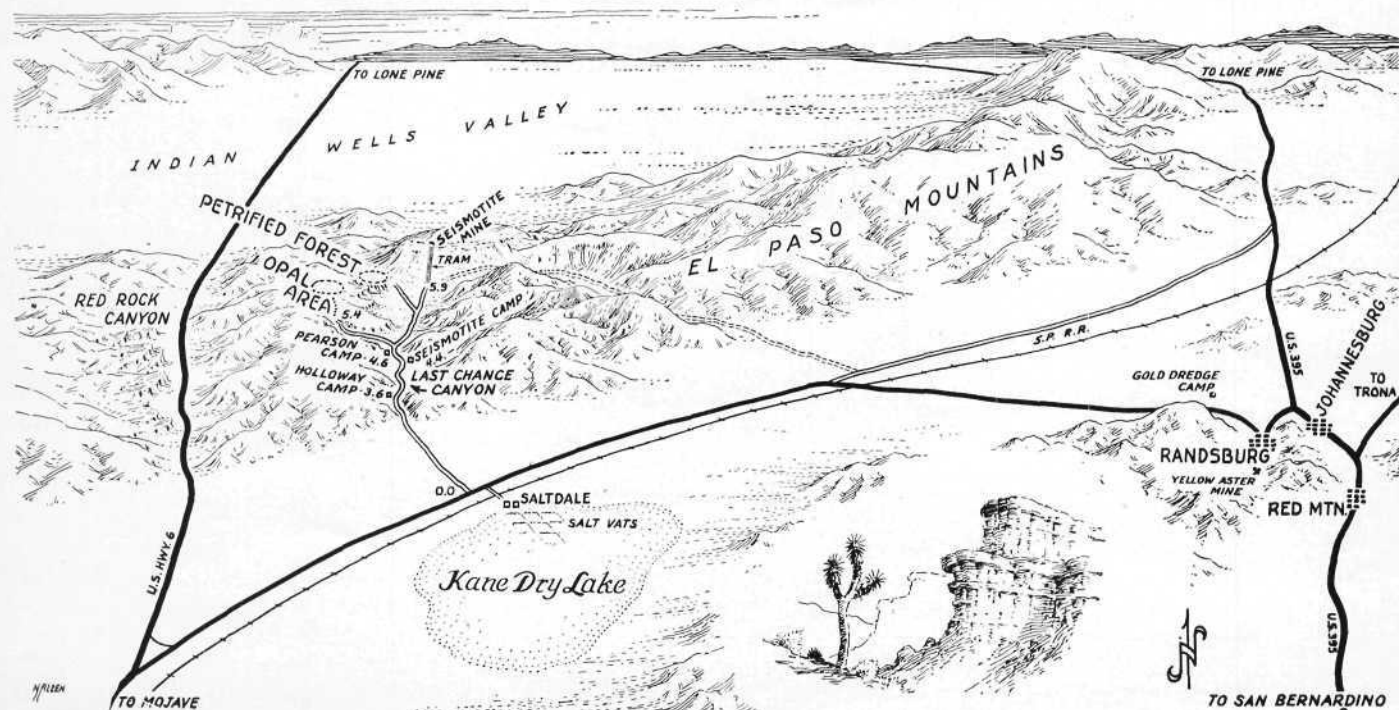 TO LONE PINE
TO LONE PINE
INDIAN WELLS VALLEY
PETRIFIED FOREST
OPAL
AREA
SEISMOTITE
MINE
TRAM
EL PASO MOUNTAINS
RED ROCK
CANYON
5.9
5.4
PEARSON
CAMP - 4.6
SEISMOTITE CAMP
4.4
HOLLOWAY
CAMP - 3.6
LAST CHANCE
CANYON
S.P. R.R.
U.S. 395
GOLD DREDGE
CAMP
JOHANNESBURG
TO
TRONA
RANDSBURG
YELLOW ASTER
MINE
RED MTN.
0.0
SALTDALE
SALT VATS
Kane Dry Lake
U.S. HWY. 6
U.S. 395
N
TO MOJAVE
TO SAN BERNARDINO